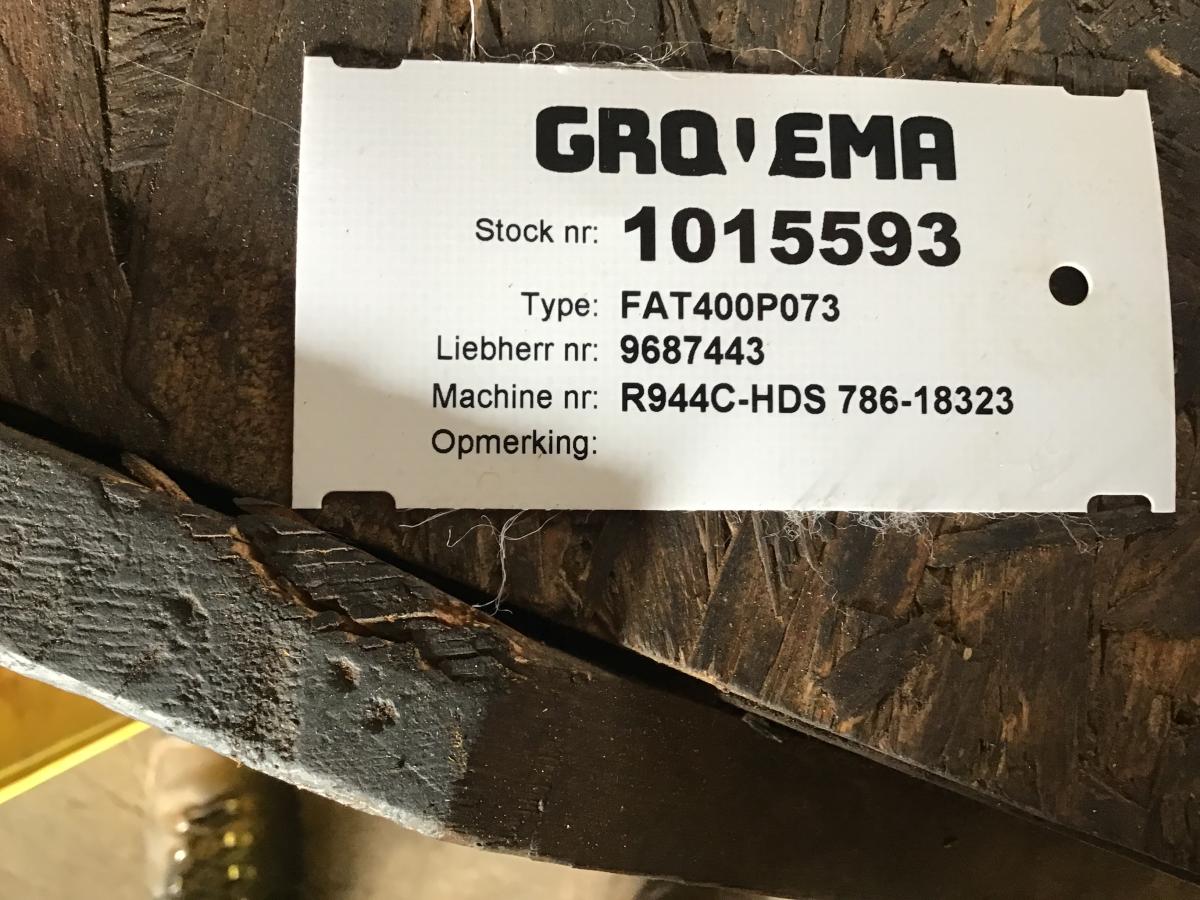 GRO'EMA
Stock nr: 1015593
Type: FAT400P073
Liebherr nr: 9687443
Machine nr: R944C-HDS 786-18323
Opmerking: